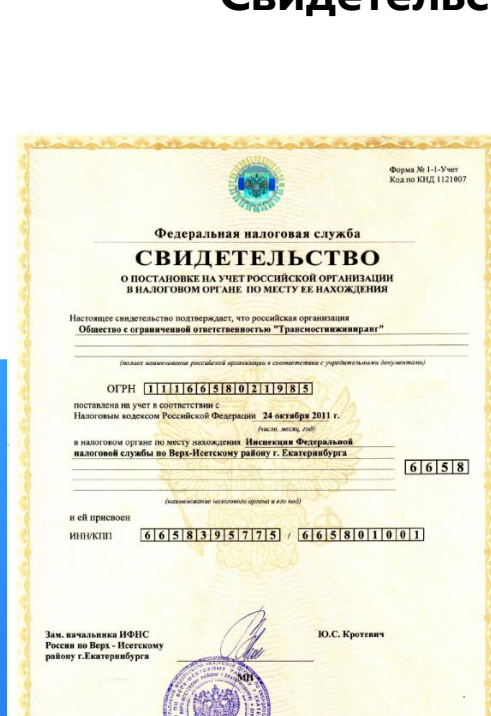 Свидетельс
Форма № 1-1-Учет
Код по КНД 1121007
Федеральная налоговая служба
СВИДЕТЕЛЬСТВО
О ПОСТАНОВКЕ НА УЧЕТ РОССИЙСКОЙ ОРГАНИЗАЦИИ
В НАЛОГОВОМ ОРГАНЕ ПО МЕСТУ ЕЕ НАХОЖДЕНИЯ
Настоящее свидетельство подтверждает, что российская организация
Общество с ограниченной ответственностью "Трансмостинжиниранг"
(полное наименование российской организации в соответствии с учредительными документами)
ОГРН 1116658021985
поставлена на учет в соответствии с
Налоговым кодексом Российской Федерации 24 октября 2011 г.
(число, месяц, год)
в налоговом органе по месту нахождения Инспекции Федеральной
налоговой службы по Верх-Исетскому району г. Екатеринбурга
6658
(наименование налогового органа и его код)
и ей присвоен
ИНН/КПП 6658395775 / 665801001
Зам. начальника ИФНС
России по Верх - Исетскому
району г.Екатеринбурга
Ю.С. Кротевич
МП